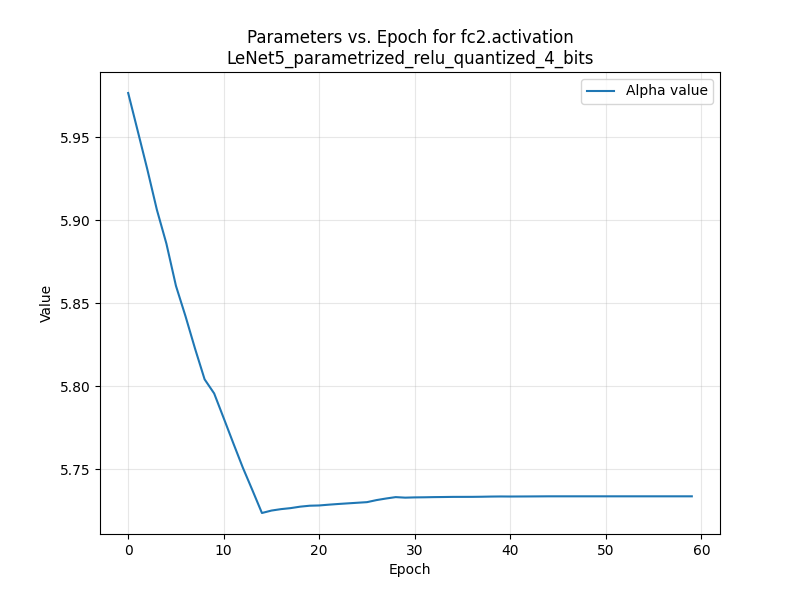 Parameters vs. Epoch for fc2.activation
LeNet5_parametrized_relu_quantized_4_bits
Alpha value
5.95
5.90
5.85
5.80
5.75
Value
0
10
20
30
40
50
60
Epoch